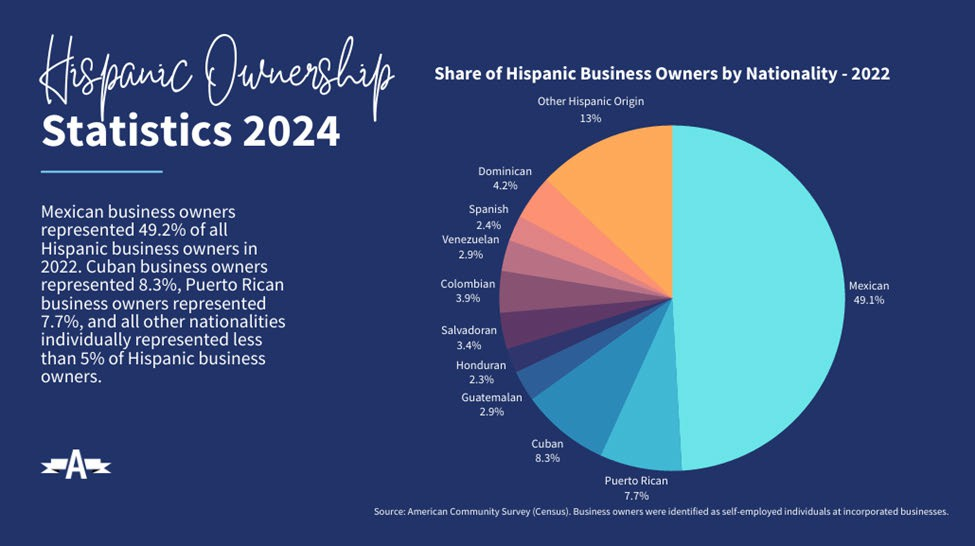 Hispanic Ownership
Statistics 2024
Mexican business owners
represented 49.2% of all
Hispanic business owners in
2022. Cuban business owners
represented 8.3%, Puerto Rican
business owners represented
7.7%, and all other nationalities
individually represented less
than 5% of Hispanic business
owners.
A
Share of Hispanic Business Owners by Nationality - 2022
Other Hispanic Origin
13%
Dominican
4.2%
Spanish
2.4%
Venezuelan
2.9%
Colombian
3.9%
Salvadoran
3.4%
Honduran
2.3%
Guatemalan
2.9%
Cuban
8.3%
Puerto Rican
7.7%
Mexican
49.1%
Source: American Community Survey (Census). Business owners were identified as self-employed individuals at incorporated businesses.